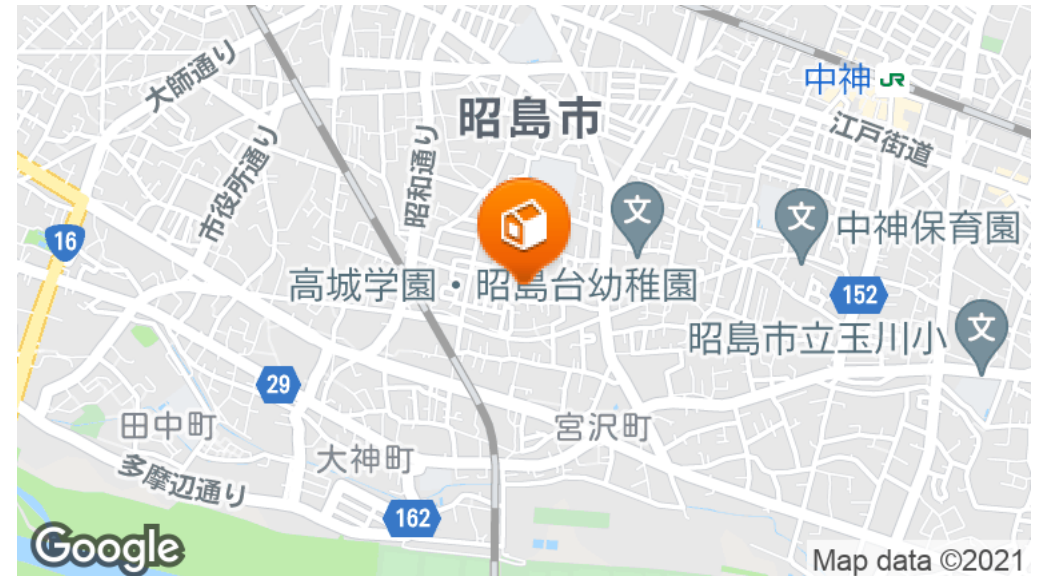 中神 JR
大師通り
昭島市
江戸街道
昭和通り
市役所通り
文
文
中神保育園
16
高城学園・昭島台幼稚園
152
昭島市立玉川小
文
29
田中町
宮沢町
大神町
多摩辺通り
162
Google
Map data ©2021